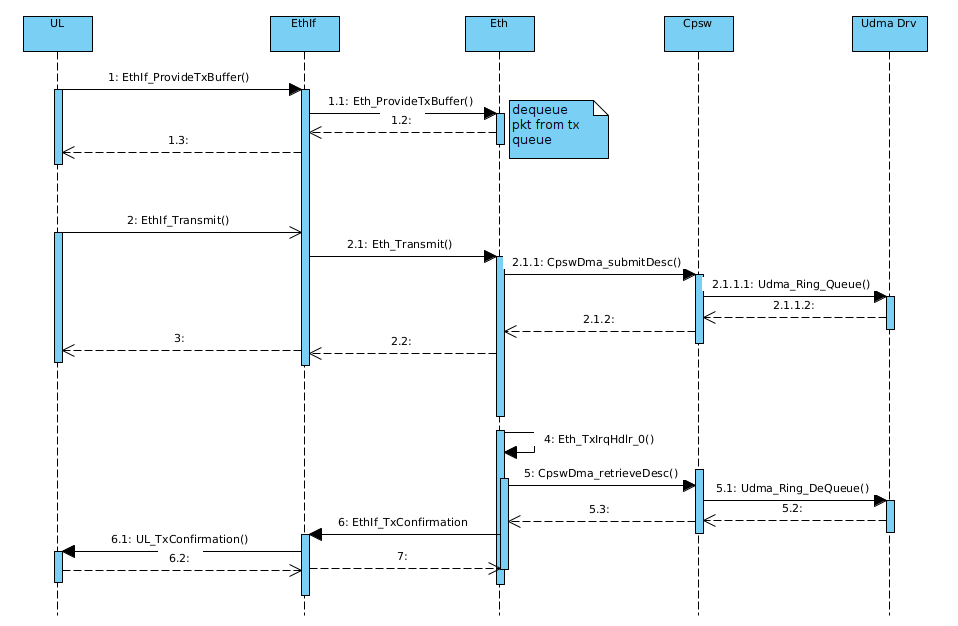 UL
EthIf
Eth
Cpsw
Udma Drv
1: EthIf_ProvideTxBuffer()
1.1: Eth_ProvideTxBuffer()
dequeue
pkt from tx
queue
1.2:
1.3:
2: EthIf_Transmit()
2.1: Eth_Transmit()
2.1.1: CpswDma_submitDesc()
2.1.1.1: Udma_Ring_Queue()
2.1.1.2:
2.1.2:
2.2:
3:
4: Eth_TxIrqHdlr_0()
5: CpswDma_retrieveDesc()
5.1: Udma_Ring_DeQueue()
5.2:
5.3:
6: EthIf_TxConfirmation
6.1: UL_TxConfirmation()
6.2:
7: